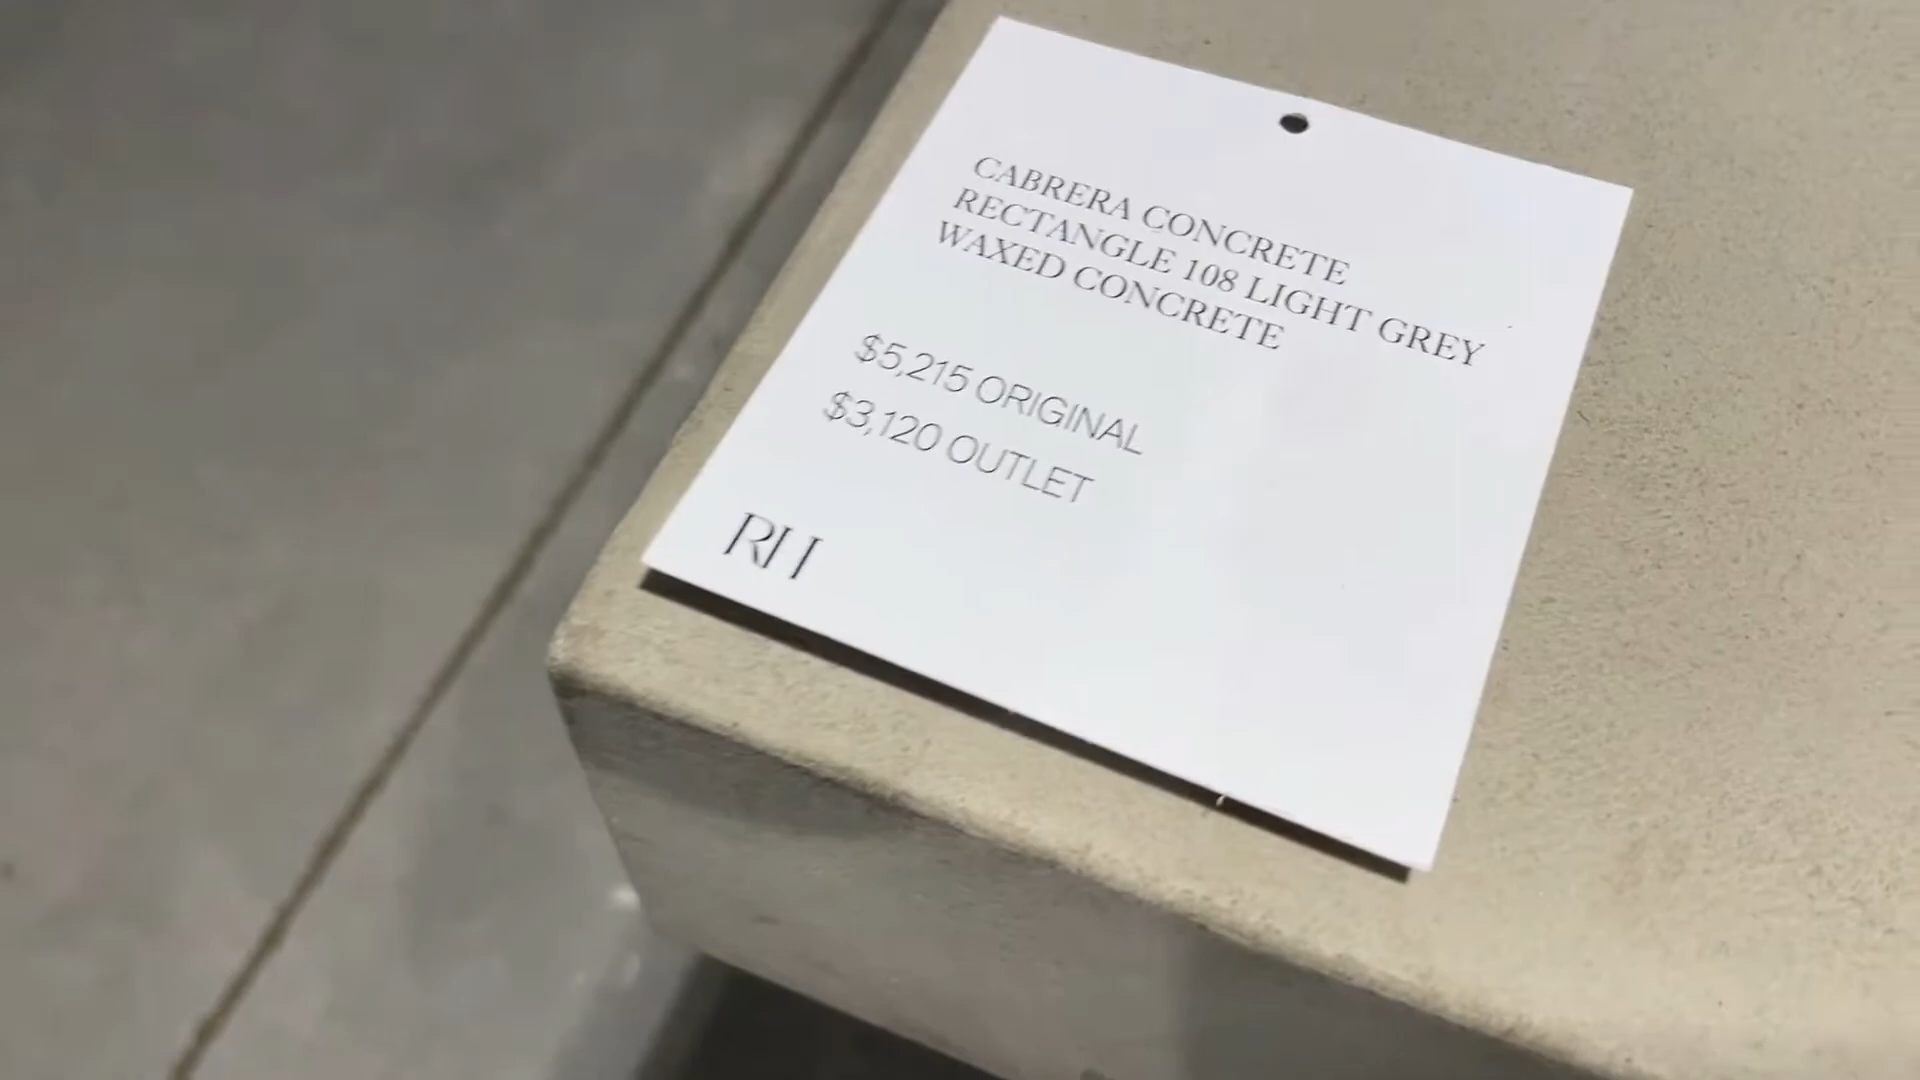 CABRERA CONCRETE
RECTANGLE 108 LIGHT GREY
WAXED CONCRETE
$5,215 ORIGINAL
$3,120 OUTLET
RH